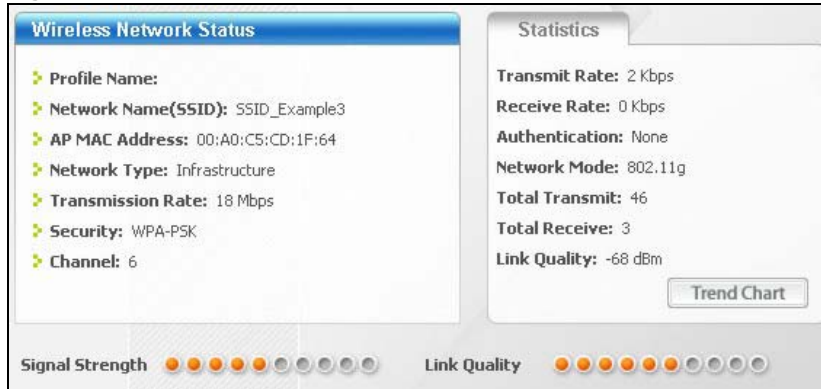 Wireless Network Status
Profile Name:
Network Name(SSID): SSID_Example3
AP MAC Address: 00:A0:C5:CD:1F:64
Network Type: Infrastructure
Transmission Rate: 18 Mbps
Security: WPA-PSK
Channel: 6
Statistics
Transmit Rate: 2 Kbps
Receive Rate: 0 Kbps
Authentication: None
Network Mode: 802.11g
Total Transmit: 46
Total Receive: 3
Link Quality: -68 dBm
Trend Chart
Signal Strength
Link Quality